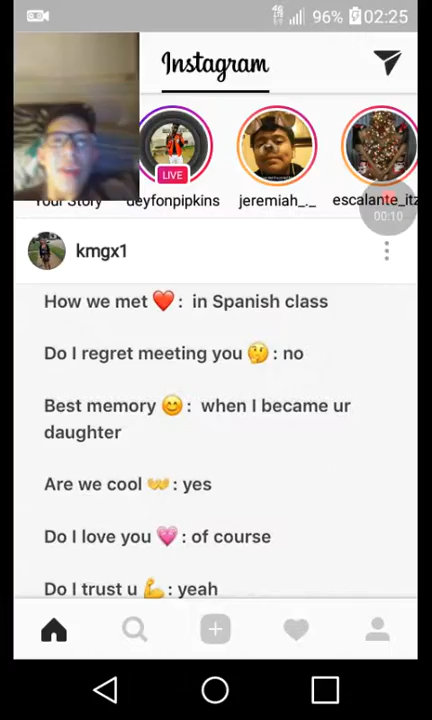 4G 96% 02:25
Instagram
LIVE
Your Story deyfonpipkins jeremiah_._ escalante_itz
00:10
kmgx1
How we met ❤️ : in Spanish class
Do I regret meeting you 🤔 : no
Best memory 😊 : when I became ur
daughter
Are we cool 👐 : yes
Do I love you 💗 : of course
Do I trust u 💪 : yeah